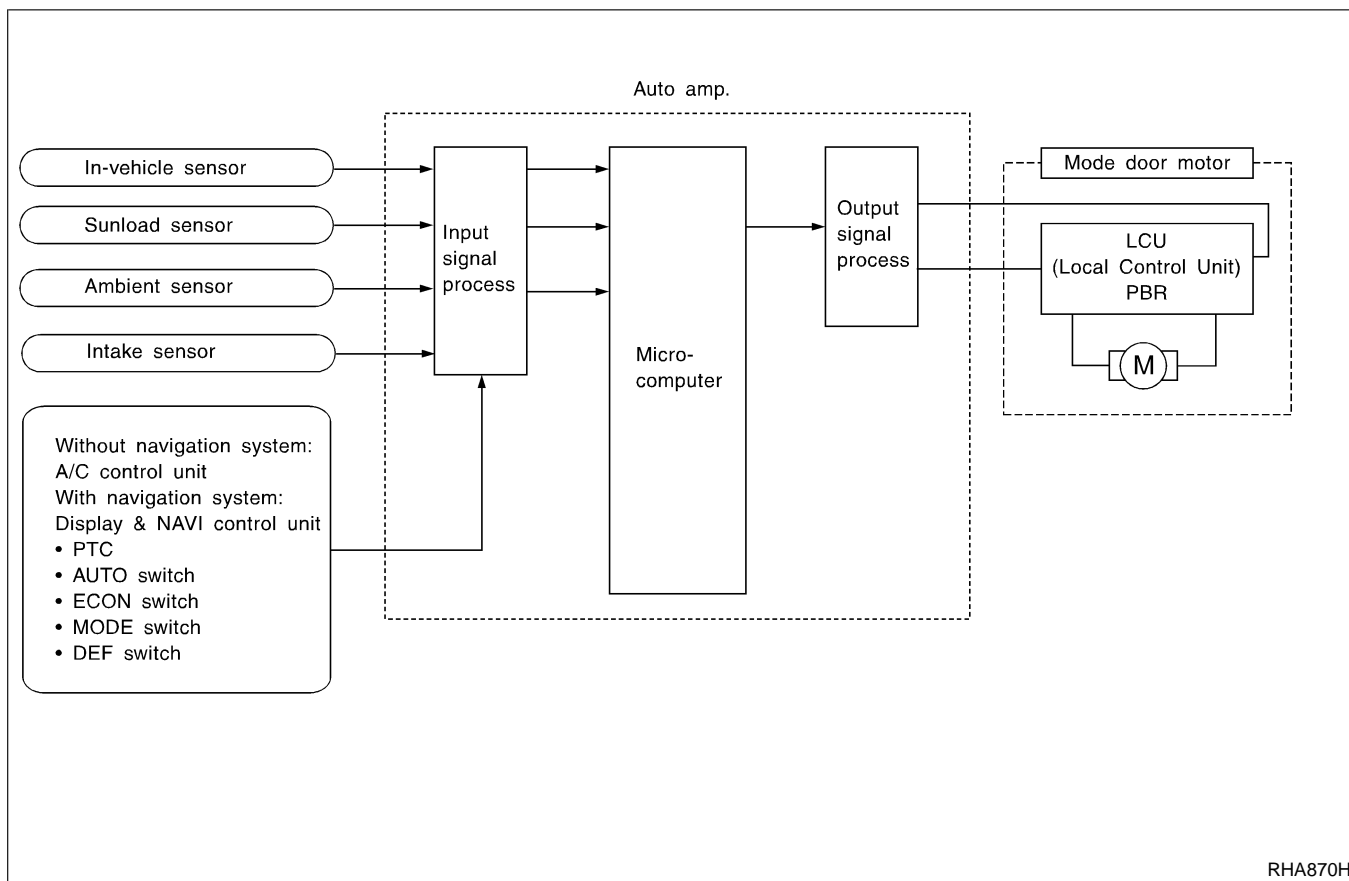 Auto amp.
In-vehicle sensor
Sunload sensor
Ambient sensor
Intake sensor
Without navigation system:
A/C control unit
With navigation system:
Display & NAVI control unit
• PTC
• AUTO switch
• ECON switch
• MODE switch
• DEF switch
Input
signal
process
Micro-
computer
Output
signal
process
Mode door motor
LCU
(Local Control Unit)
PBR
M
RHA870H